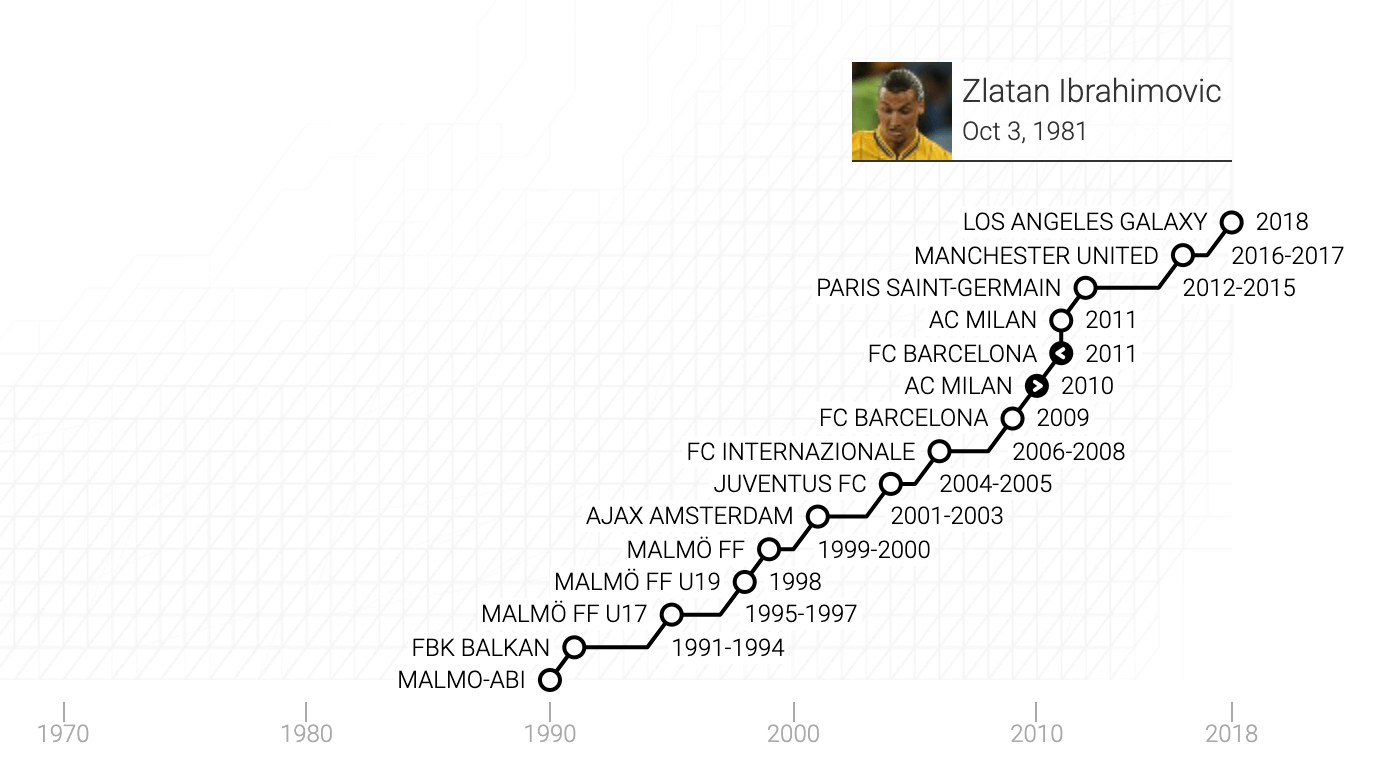 Zlatan Ibrahimovic
Oct 3, 1981
LOS ANGELES GALAXY 2018
MANCHESTER UNITED 2016-2017
PARIS SAINT-GERMAIN 2012-2015
AC MILAN 2011
FC BARCELONA 2011
AC MILAN 2010
FC BARCELONA 2009
FC INTERNAZIONALE 2006-2008
JUVENTUS FC 2004-2005
AJAX AMSTERDAM 2001-2003
MALMÖ FF 1999-2000
MALMÖ FF U19 1998
MALMÖ FF U17 1995-1997
FBK BALKAN 1991-1994
MALMO-ABI
1970 1980 1990 2000 2010 2018